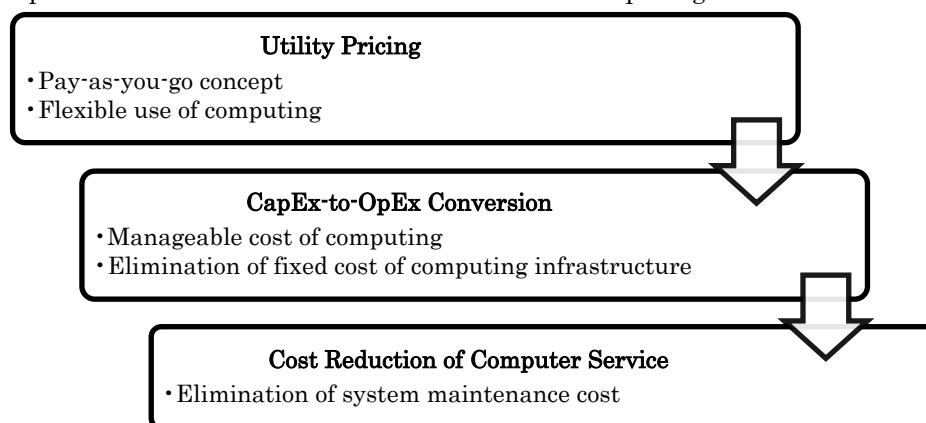 Utility Pricing
・Pay-as-you-go concept
・Flexible use of computing
CapEx-to-OpEx Conversion
・Manageable cost of computing
・Elimination of fixed cost of computing infrastructure
Cost Reduction of Computer Service
・Elimination of system maintenance cost